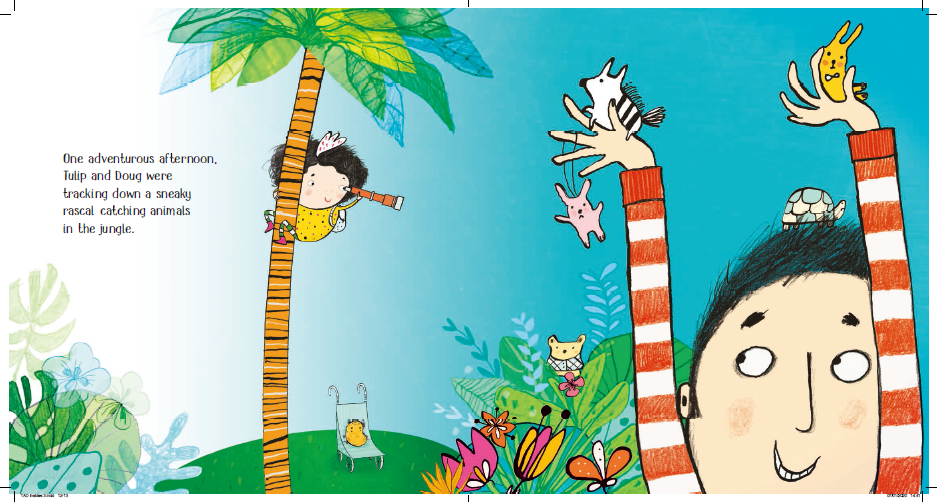 One adventurous afternoon,
Tulip and Doug were
tracking down a sneaky
rascal catching animals
in the jungle.